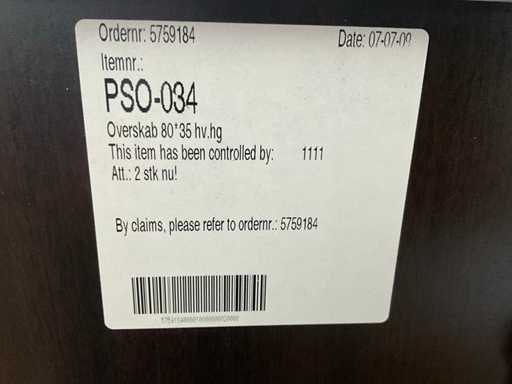 Ordernr: 5759184 Date: 07-07-09
Itemnr.:
PSO-034
Overskab 80*35 hv.hg
This item has been controlled by: 1111
Att.: 2 stk nu!
By claims, please refer to ordernr.: 5759184